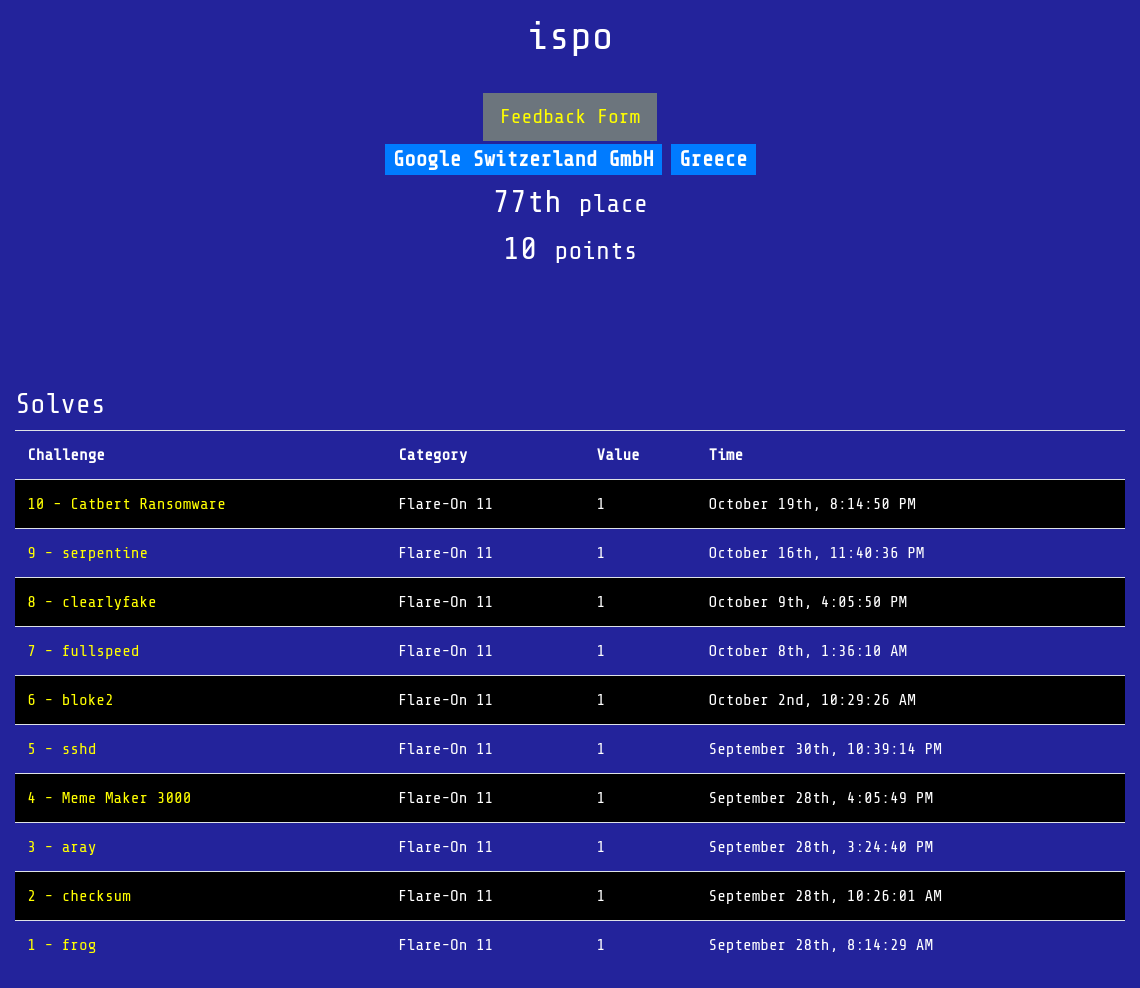 ispo
Feedback Form
Google Switzerland GmbH Greece
77th place
10 points
Solves
Challenge Category Value Time
10 - Catbert Ransomware Flare-On 11 1 October 19th, 8:14:50 PM
9 - serpentine Flare-On 11 1 October 16th, 11:40:36 PM
8 - clearlyfake Flare-On 11 1 October 9th, 4:05:50 PM
7 - fullspeed Flare-On 11 1 October 8th, 1:36:10 AM
6 - bloke2 Flare-On 11 1 October 2nd, 10:29:26 AM
5 - sshd Flare-On 11 1 September 30th, 10:39:14 PM
4 - Meme Maker 3000 Flare-On 11 1 September 28th, 4:05:49 PM
3 - aray Flare-On 11 1 September 28th, 3:24:40 PM
2 - checksum Flare-On 11 1 September 28th, 10:26:01 AM
1 - frog Flare-On 11 1 September 28th, 8:14:29 AM